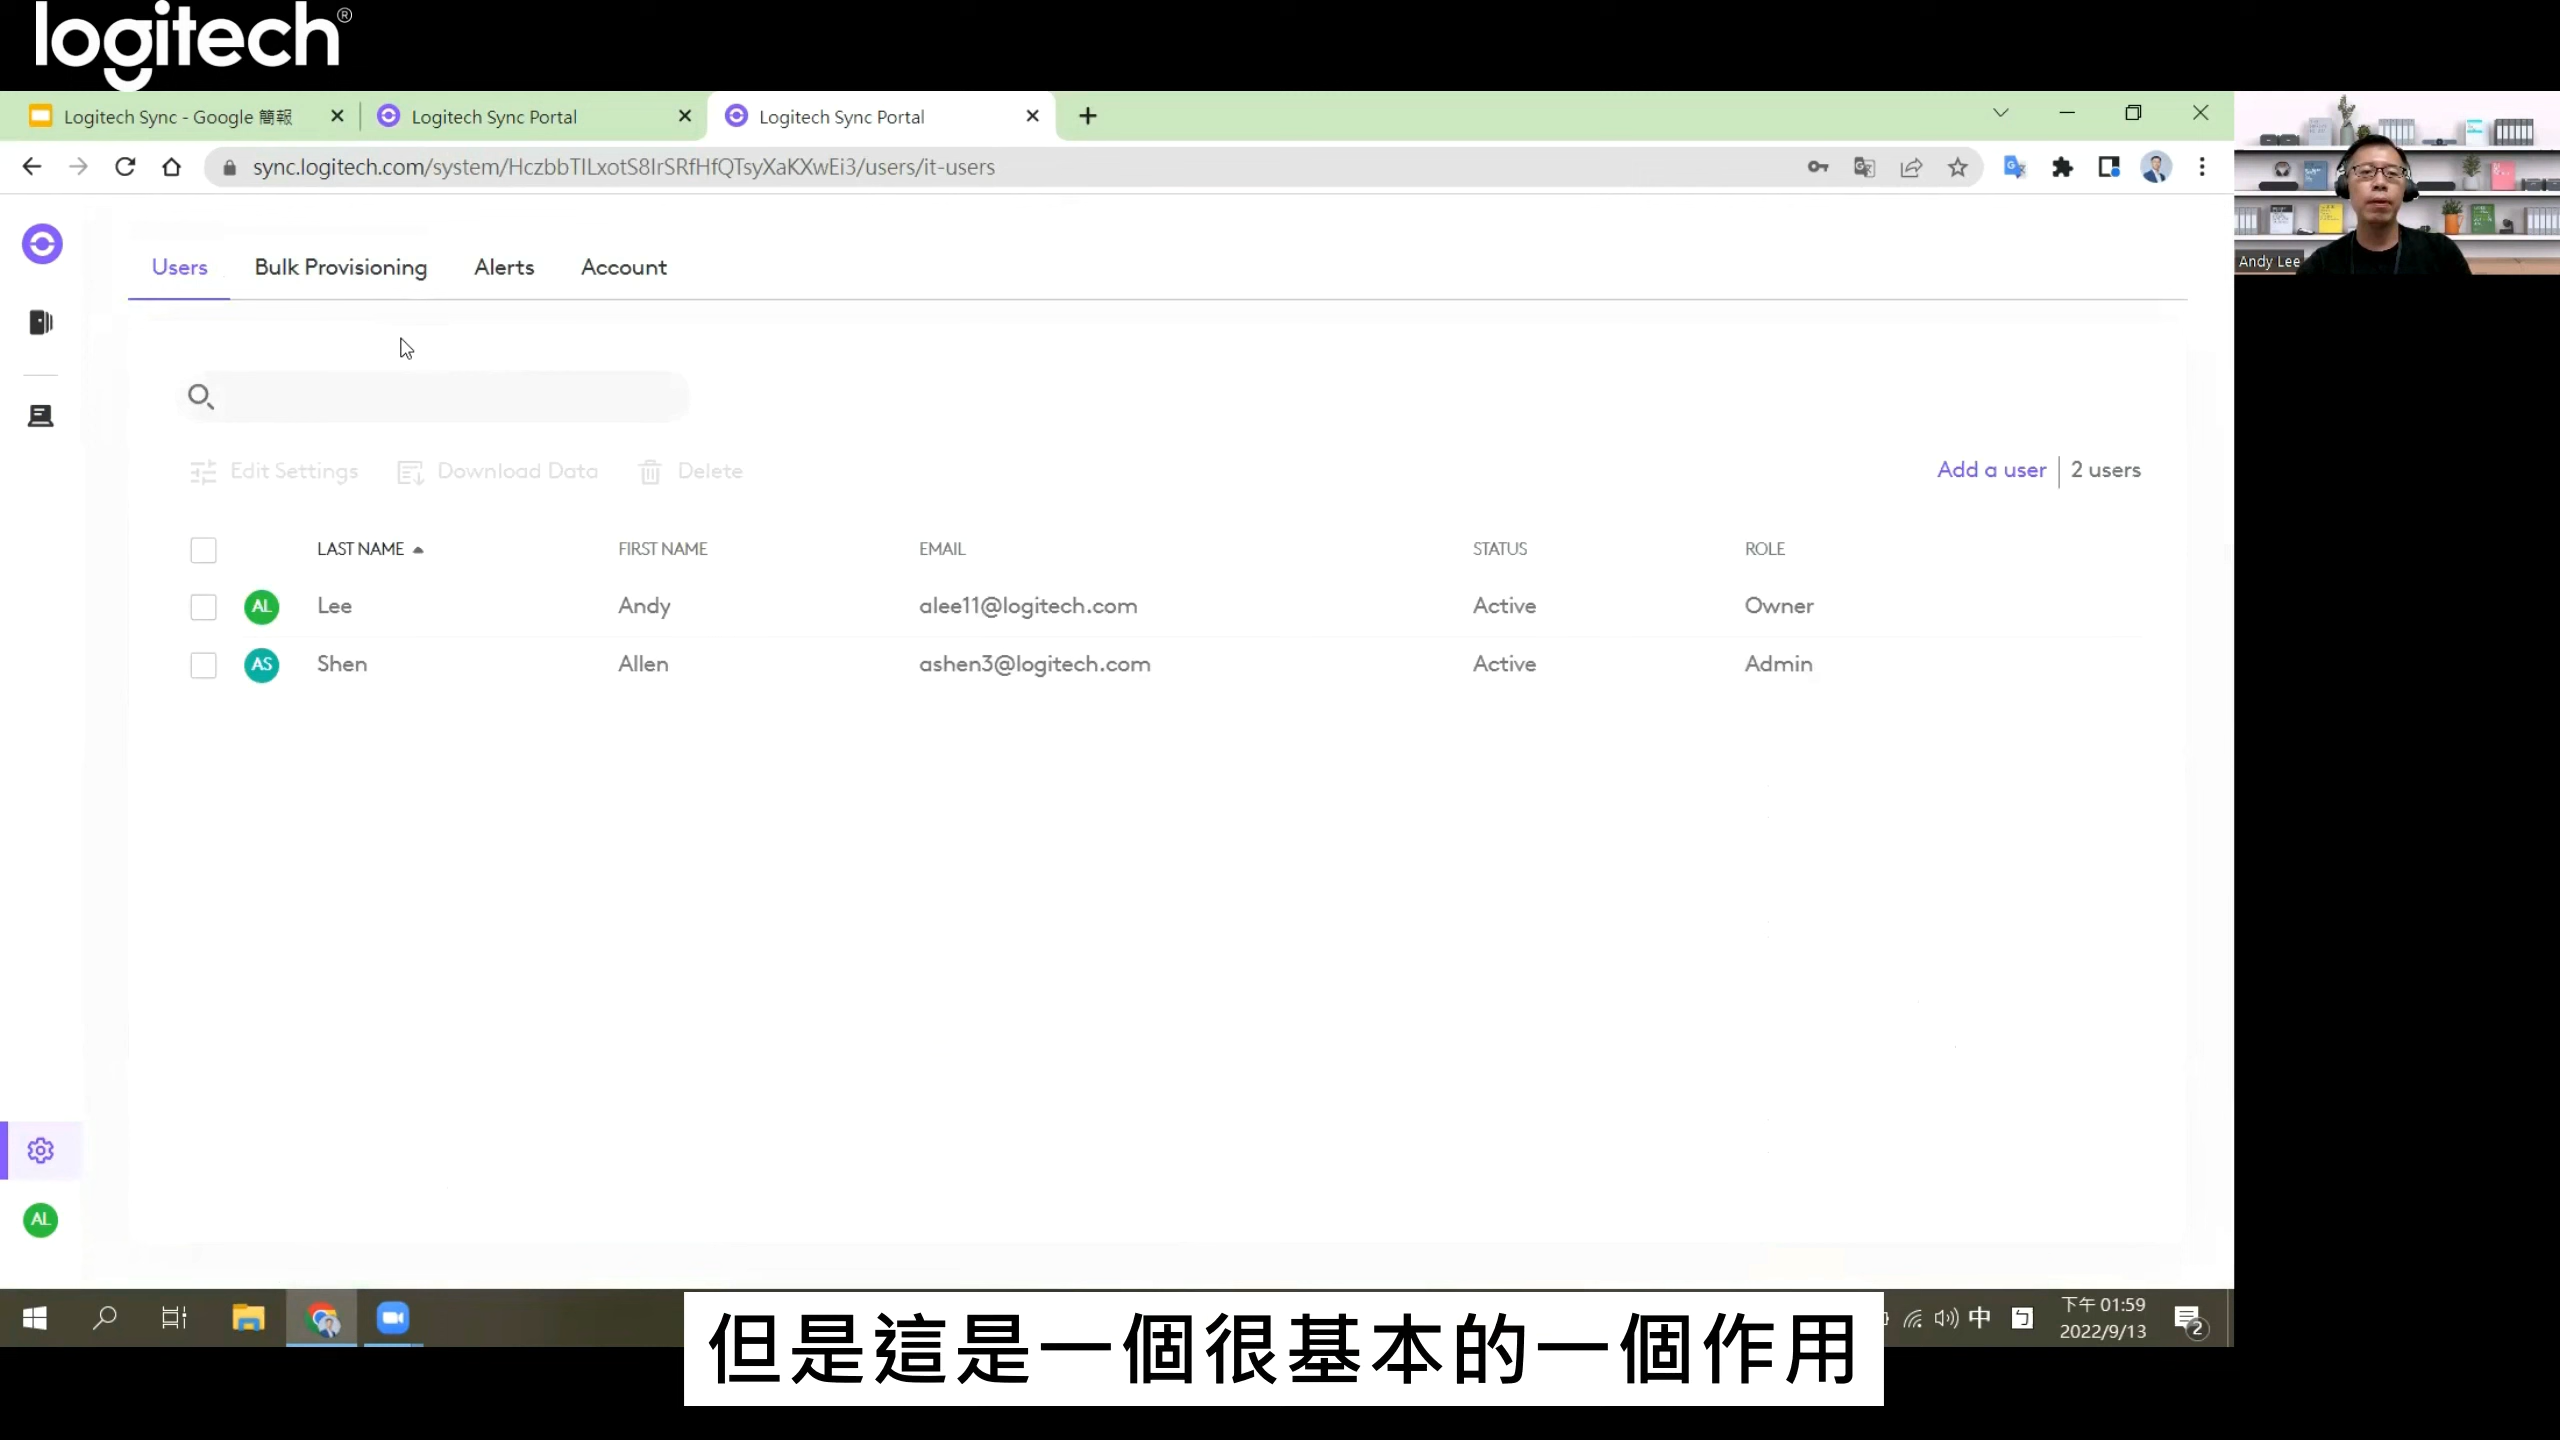 logitech®
Logitech Sync - Google 簡報
Logitech Sync Portal
Logitech Sync Portal
sync.logitech.com/system/HczbbTlLxotS8IrSRfHfQTsyXaKXwEi3/users/it-users
Andy Lee
Users Bulk Provisioning Alerts Account
Edit Settings Download Data Delete
Add a user 2 users
LAST NAME FIRST NAME EMAIL STATUS ROLE
AL Lee Andy alee11@logitech.com Active Owner
AS Shen Allen ashen3@logitech.com Active Admin
AL
中
下午 01:59
2022/9/13
2
但是這是一個很基本的一個作用